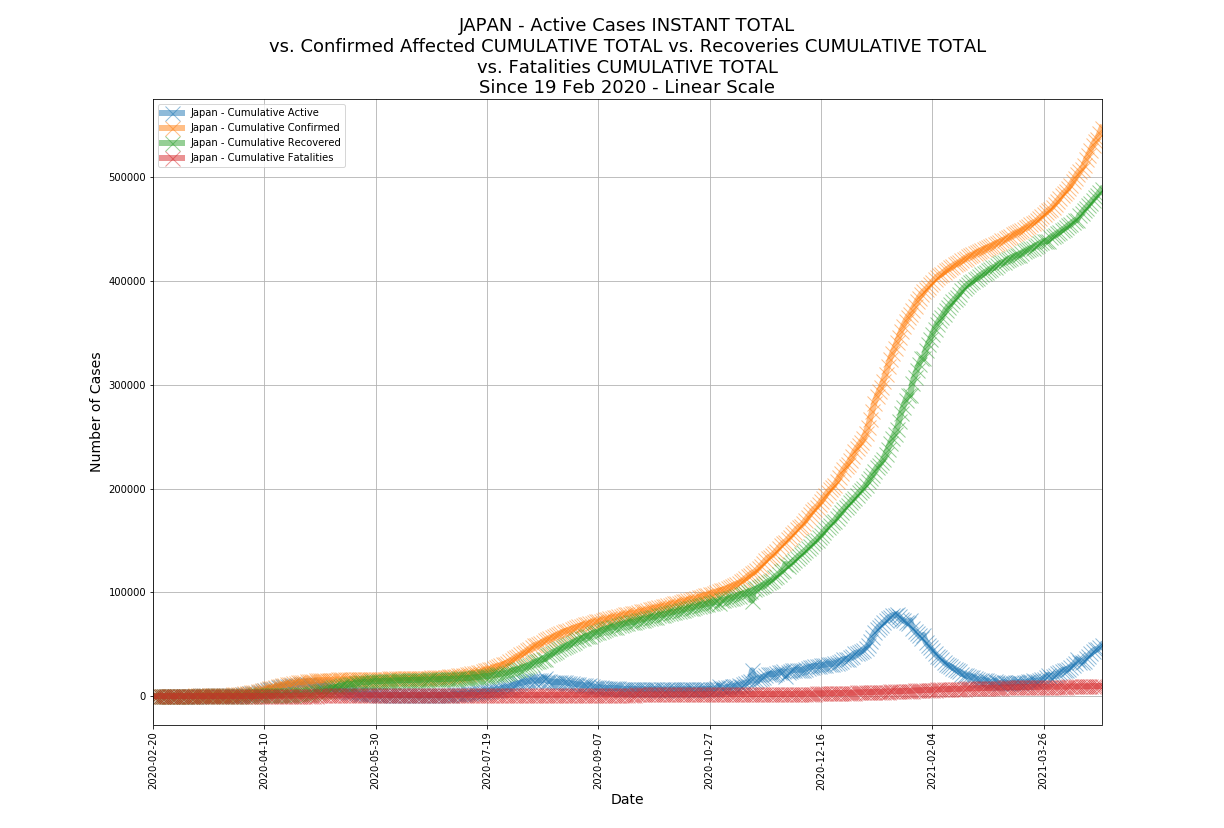 JAPAN - Active Cases INSTANT TOTAL
vs. Confirmed Affected CUMULATIVE TOTAL vs. Recoveries CUMULATIVE TOTAL
vs. Fatalities CUMULATIVE TOTAL
Since 19 Feb 2020 - Linear Scale
Japan - Cumulative Active
Japan - Cumulative Confirmed
Japan - Cumulative Recovered
Japan - Cumulative Fatalities
Number of Cases
500000
400000
300000
200000
100000
0
2020-02-20
2020-04-10
2020-05-30
2020-07-19
2020-09-07
2020-10-27
2020-12-16
2021-02-04
2021-03-26
Date